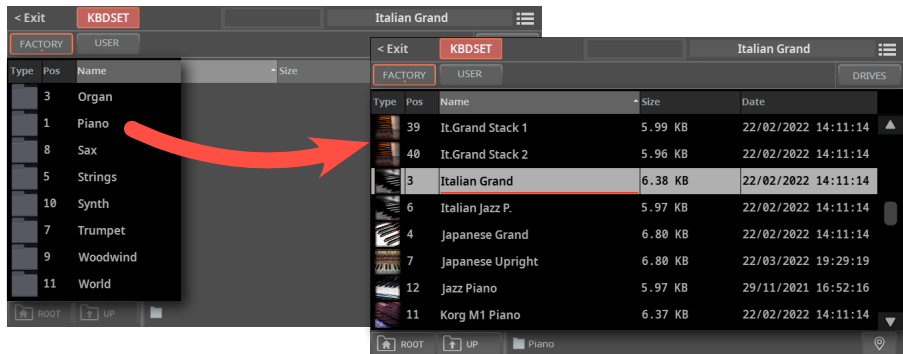 < Exit KBDSET Italian Grand
FACTORY USER
Type Pos Name Size
3 Organ
1 Piano
8 Sax
5 Strings
10 Synth
7 Trumpet
9 Woodwind
11 World
ROOT UP
< Exit KBDSET Italian Grand
FACTORY USER DRIVES
Type Pos Name Size Date
39 It.Grand Stack 1 5.99 KB 22/02/2022 14:11:14
40 It.Grand Stack 2 5.96 KB 22/02/2022 14:11:14
3 Italian Grand 6.38 KB 22/02/2022 14:11:14
6 Italian Jazz P. 5.97 KB 22/02/2022 14:11:14
4 Japanese Grand 6.80 KB 22/02/2022 14:11:14
7 Japanese Upright 6.80 KB 22/03/2022 19:29:19
12 Jazz Piano 5.97 KB 29/11/2021 16:52:16
11 Korg M1 Piano 6.37 KB 22/02/2022 14:11:14
ROOT UP Piano